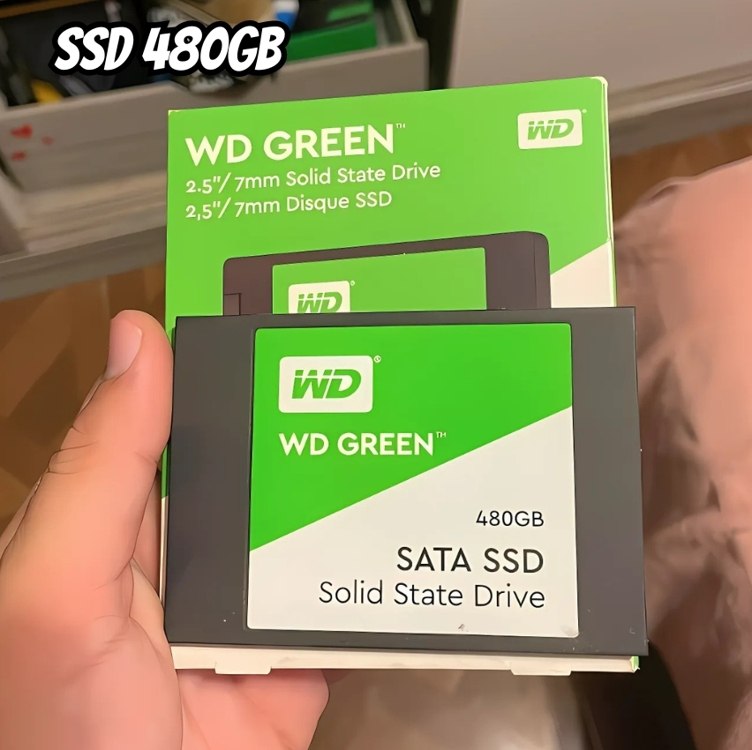 SSD 480GB
WD GREEN™
WD®
2.5"/ 7mm Solid State Drive
2,5"/ 7mm Disque SSD
WD®
WD®
WD GREEN™
480GB
SATA SSD
Solid State Drive